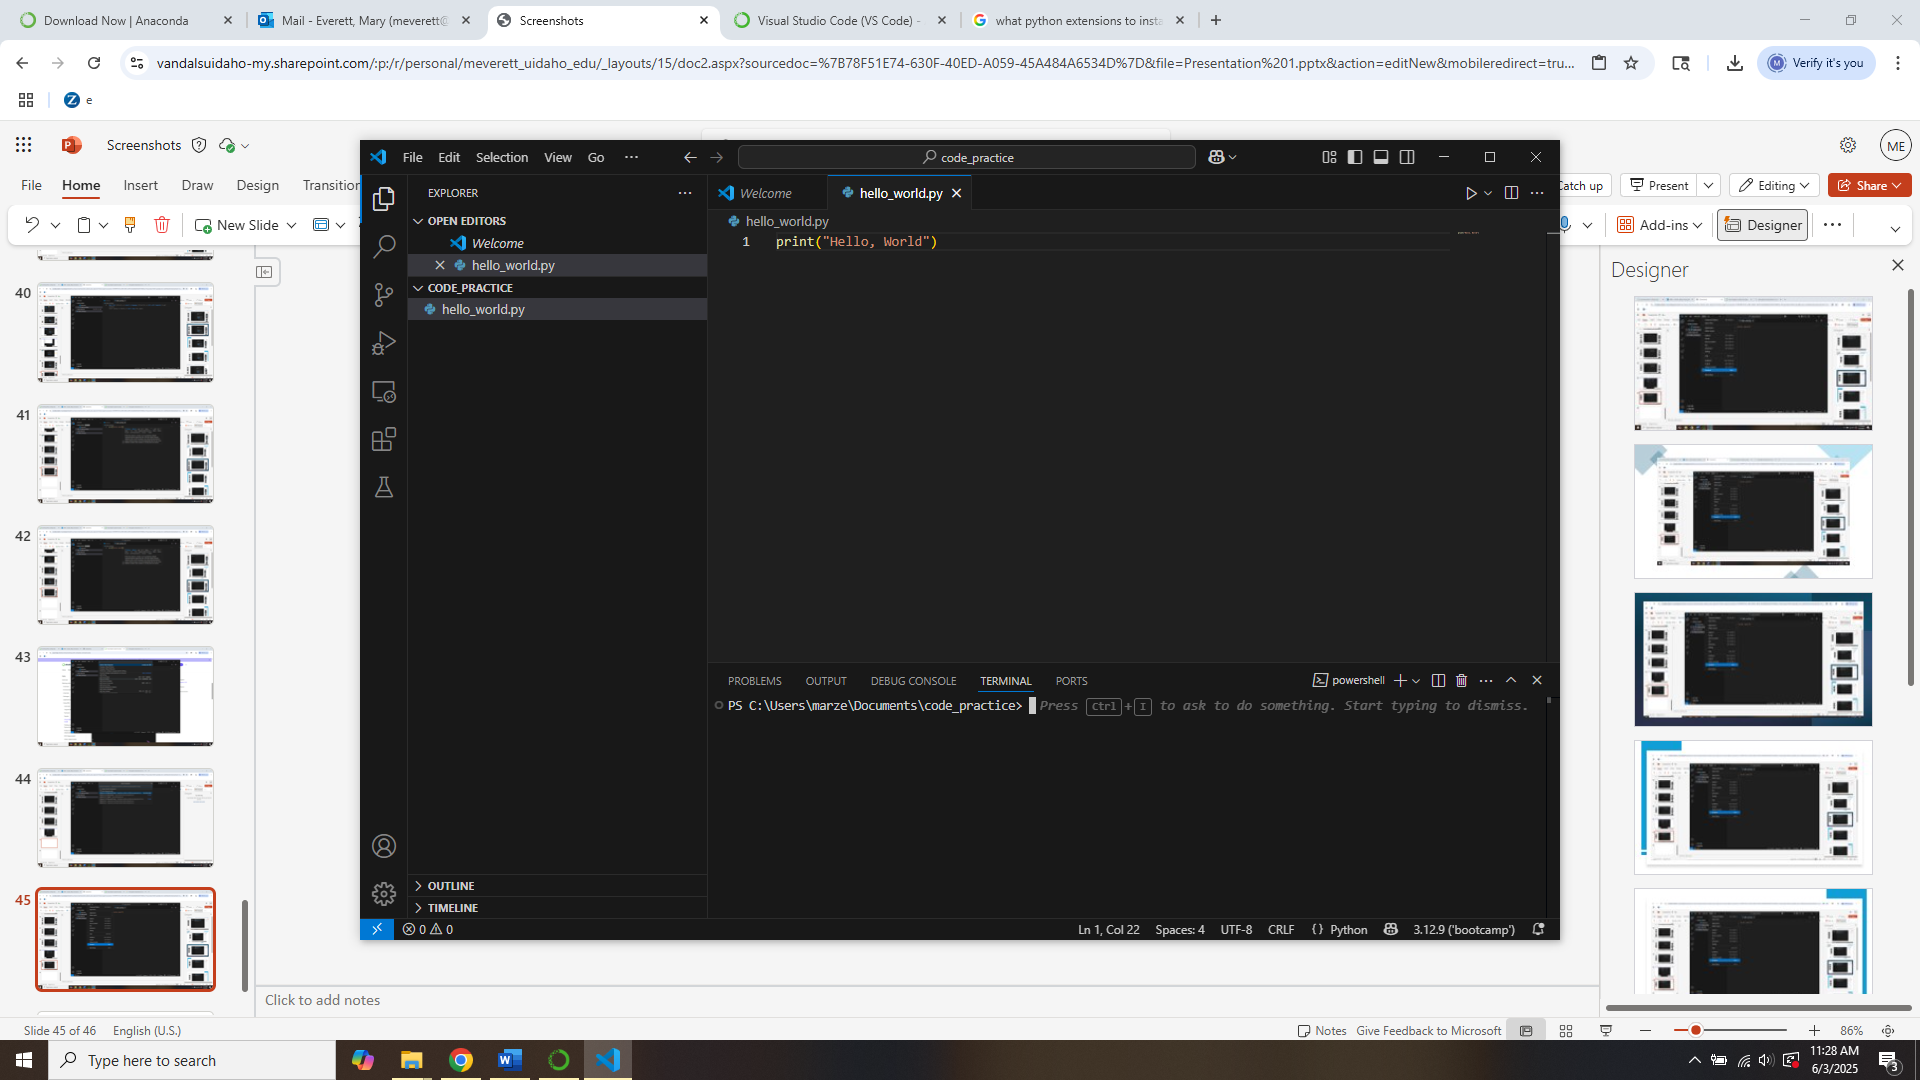 Download Now | Anaconda
Mail - Everett, Mary (meverett@
Screenshots
Visual Studio Code (VS Code) -
what python extensions to insta
vandalsuidaho-my.sharepoint.com/:p:/r/personal/meverett_uidaho_edu/_layouts/15/doc2.aspx?sourcedoc=%7B78F51E74-630F-40ED-A059-45A484A6534D%7D&file=Presentation%201.pptx&action=editNew&mobileredirect=tru...
Verify it's you
e
Screenshots
ME
File Home Insert Draw Design Transition
Catch up Present Editing Share
New Slide
Add-ins Designer
File Edit Selection View Go
code_practice
EXPLORER
Welcome
hello_world.py
OPEN EDITORS
Welcome
hello_world.py
CODE_PRACTICE
hello_world.py
hello_world.py
1 print("Hello, World")
PROBLEMS OUTPUT DEBUG CONSOLE TERMINAL PORTS
powershell
PS C:\Users\marze\Documents\code_practice> Press Ctrl+I to ask to do something. Start typing to dismiss.
OUTLINE
TIMELINE
0 0
Ln 1, Col 22 Spaces: 4 UTF-8 CRLF {} Python 3.12.9 ('bootcamp')
Designer
40
41
42
43
44
45
Click to add notes
Slide 45 of 46 English (U.S.)
Notes Give Feedback to Microsoft
86%
Type here to search
11:28 AM
6/3/2025
3